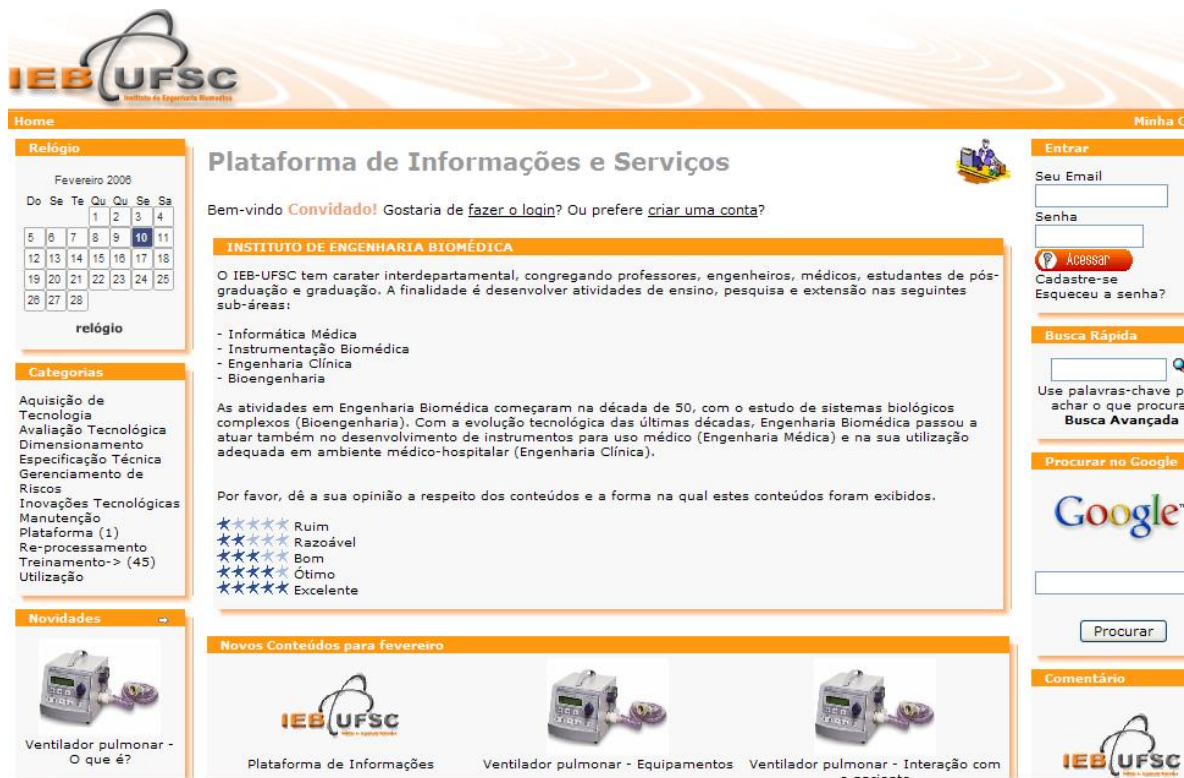 IEB UFSC
Instituto de Engenharia Biomedica
Home
Minha C
Relógio
Fevereiro 2006
Do Se Te Qu Qu Se Sa
1 2 3 4
5 6 7 8 9 10 11
12 13 14 15 16 17 18
19 20 21 22 23 24 25
26 27 28
relógio
Categorias
Aquisição de
Tecnologia
Avaliação Tecnológica
Dimensionamento
Especificação Técnica
Gerenciamento de
Riscos
Inovações Tecnológicas
Manutenção
Plataforma (1)
Re-processamento
Treinamento-> (45)
Utilização
Novidades
Ventilador pulmonar -
O que é?
Plataforma de Informações e Serviços
Bem-vindo Convidado! Gostaria de fazer o login? Ou prefere criar uma conta?
INSTITUTO DE ENGENHARIA BIOMÉDICA
O IEB-UFSC tem carater interdepartamental, congregando professores, engenheiros, médicos, estudantes de pós-
graduação e graduação. A finalidade é desenvolver atividades de ensino, pesquisa e extensão nas seguintes
sub-áreas:
- Informática Médica
- Instrumentação Biomédica
- Engenharia Clínica
- Bioengenharia
As atividades em Engenharia Biomédica começaram na década de 50, com o estudo de sistemas biológicos
complexos (Bioengenharia). Com a evolução tecnológica das últimas décadas, Engenharia Biomédica passou a
atuar também no desenvolvimento de instrumentos para uso médico (Engenharia Médica) e na sua utilização
adequada em ambiente médico-hospitalar (Engenharia Clínica).
Por favor, dê a sua opinião a respeito dos conteúdos e a forma na qual estes conteúdos foram exibidos.
Ruim
Razoável
Bom
Ótimo
Excelente
Novos Conteúdos para fevereiro
IEB UFSC
Plataforma de Informações
Ventilador pulmonar - Equipamentos
Ventilador pulmonar - Interação com
o paciente
Entrar
Seu Email
Senha
Acessar
Cadastre-se
Esqueceu a senha?
Busca Rápida
Use palavras-chave p
achar o que procura
Busca Avançada
Procurar no Google
Google
Procurar
Comentário
IEB UFSC